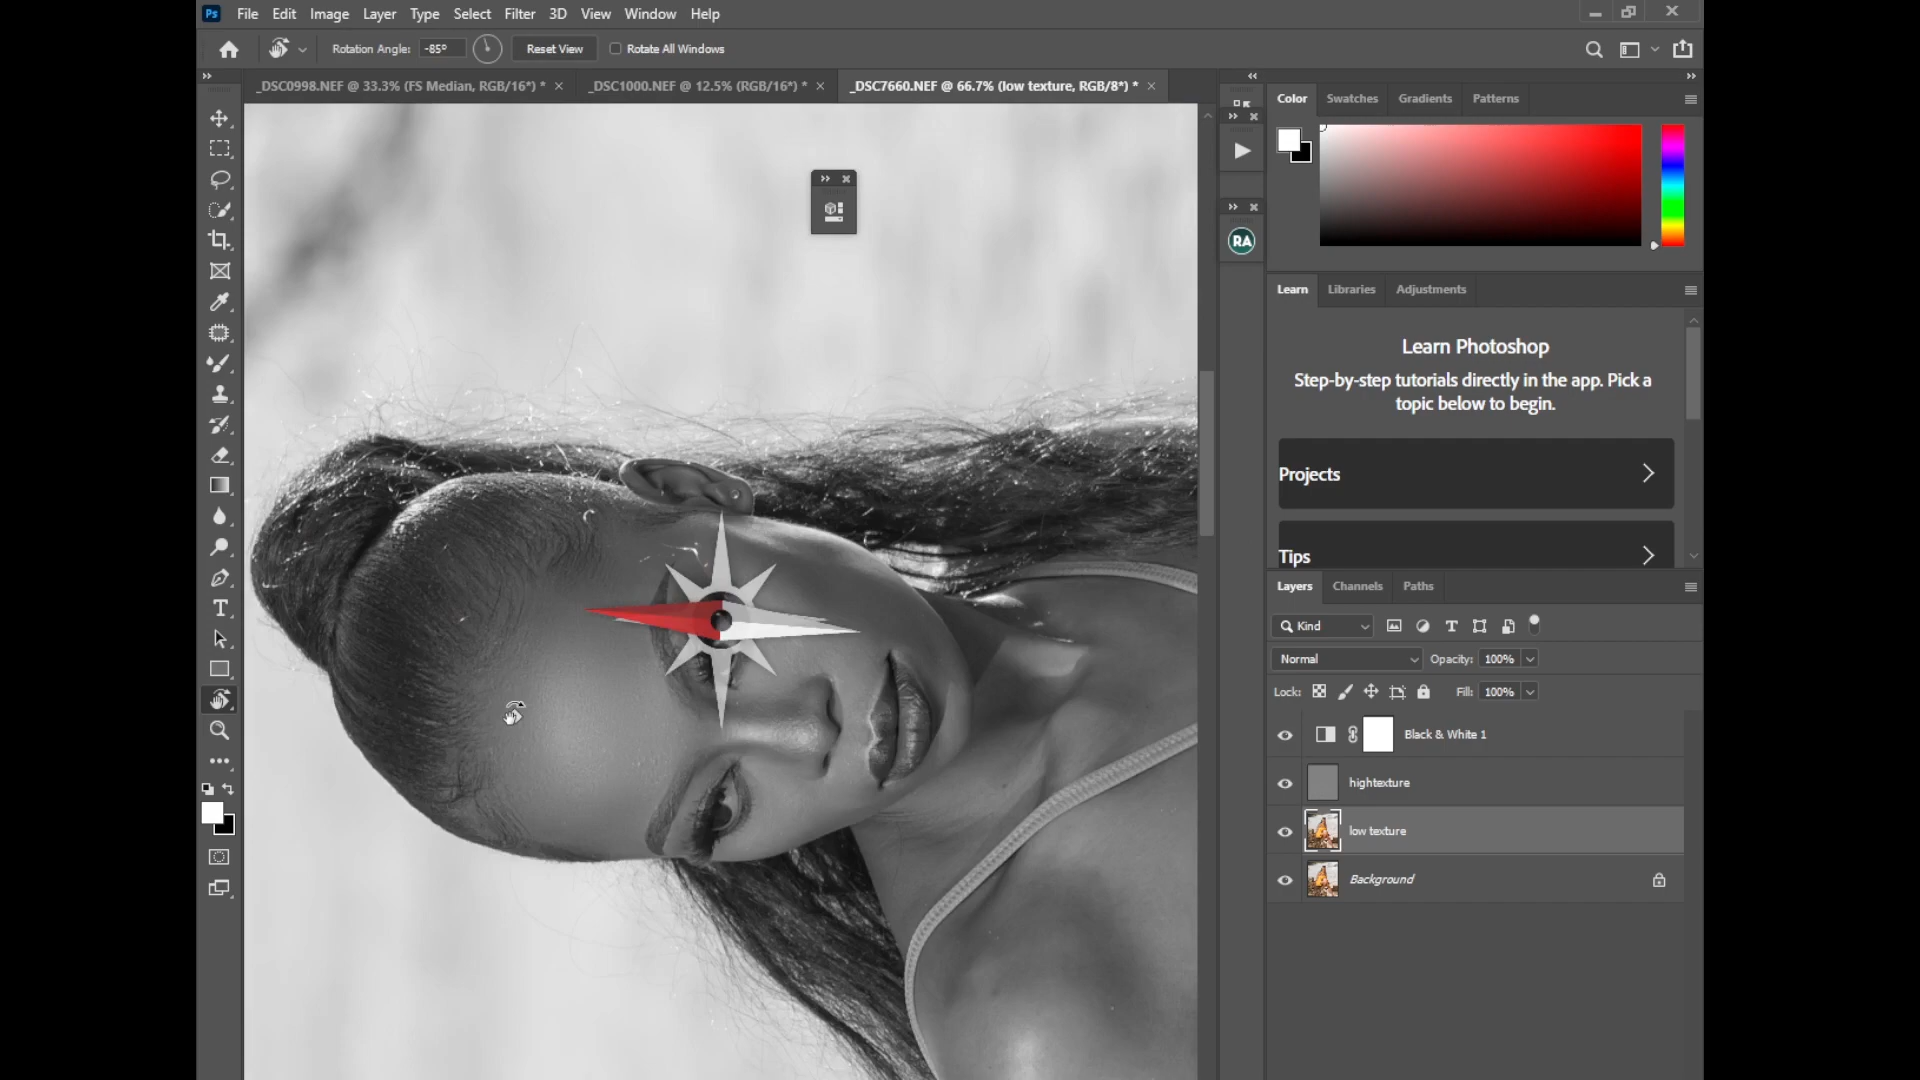 Ps File Edit Image Layer Type Select Filter 3D View Window Help
Rotation Angle: -85° Reset View Rotate All Windows
_DSC0998.NEF @ 33.3% (FS Median, RGB/16*) * _DSC1000.NEF @ 12.5% (RGB/16*) * _DSC7660.NEF @ 66.7% (low texture, RGB/8*) *
Color Swatches Gradients Patterns
RA
Learn Libraries Adjustments
Learn Photoshop
Step-by-step tutorials directly in the app. Pick a
topic below to begin.
Projects
Tips
Layers Channels Paths
Kind
Normal Opacity: 100%
Lock: Fill: 100%
Black & White 1
hightexture
low texture
Background